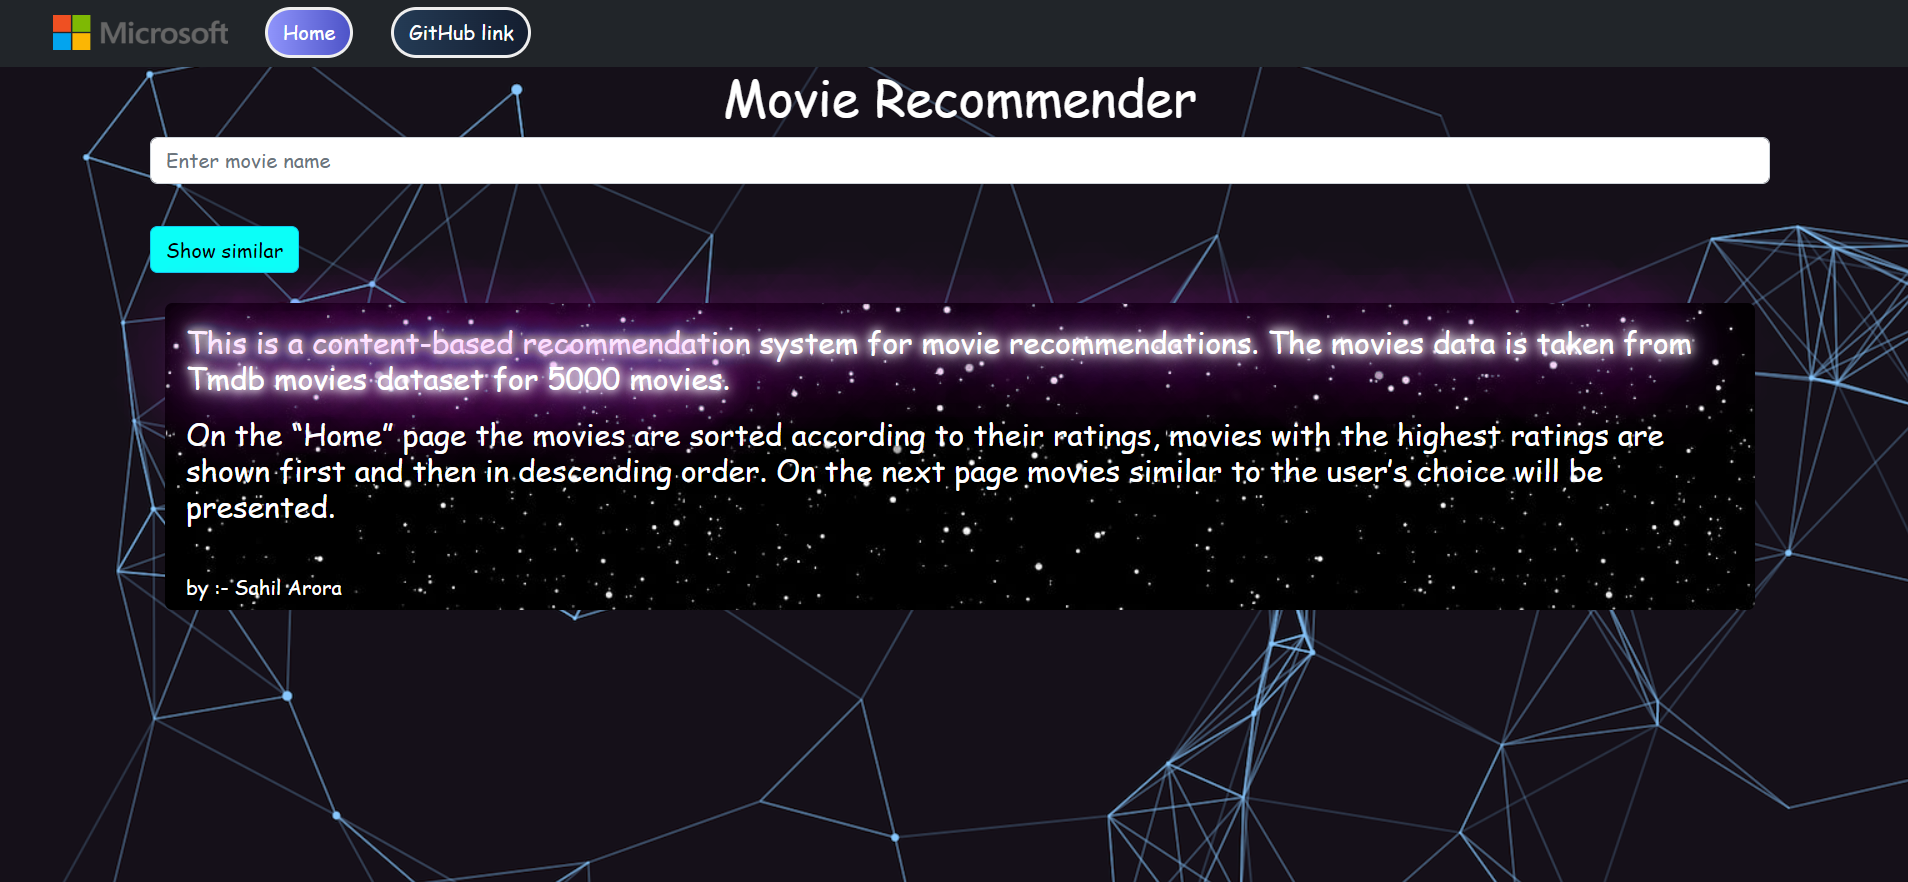 Microsoft Home GitHub link
Movie Recommender
Enter movie name
Show similar
This is a content-based recommendation system for movie recommendations. The movies data is taken from
Tmdb movies dataset for 5000 movies.
On the “Home” page the movies are sorted according to their ratings, movies with the highest ratings are
shown first and then in descending order. On the next page movies similar to the user’s choice will be
presented.
by :- Sahil Arora